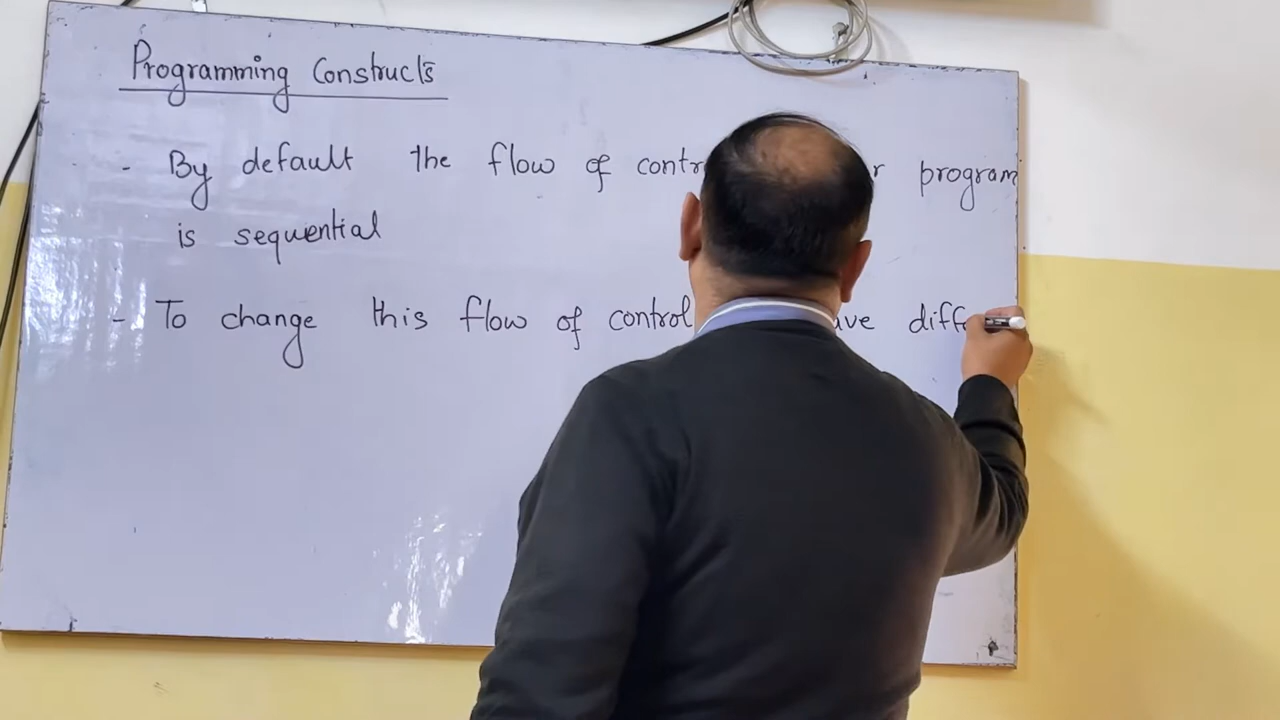 Programming Constructs
- By default the flow of contr r program
is sequential
- To change this flow of control ave diff